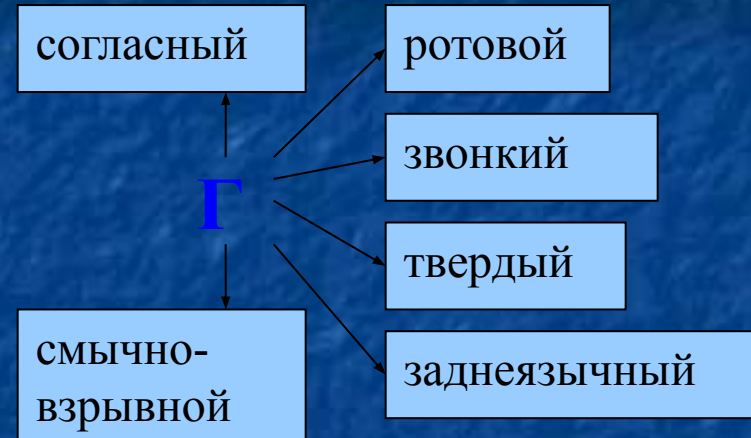 согласный
ротовой
звонкий
Г
твердый
смычно-
взрывной
заднеязычный